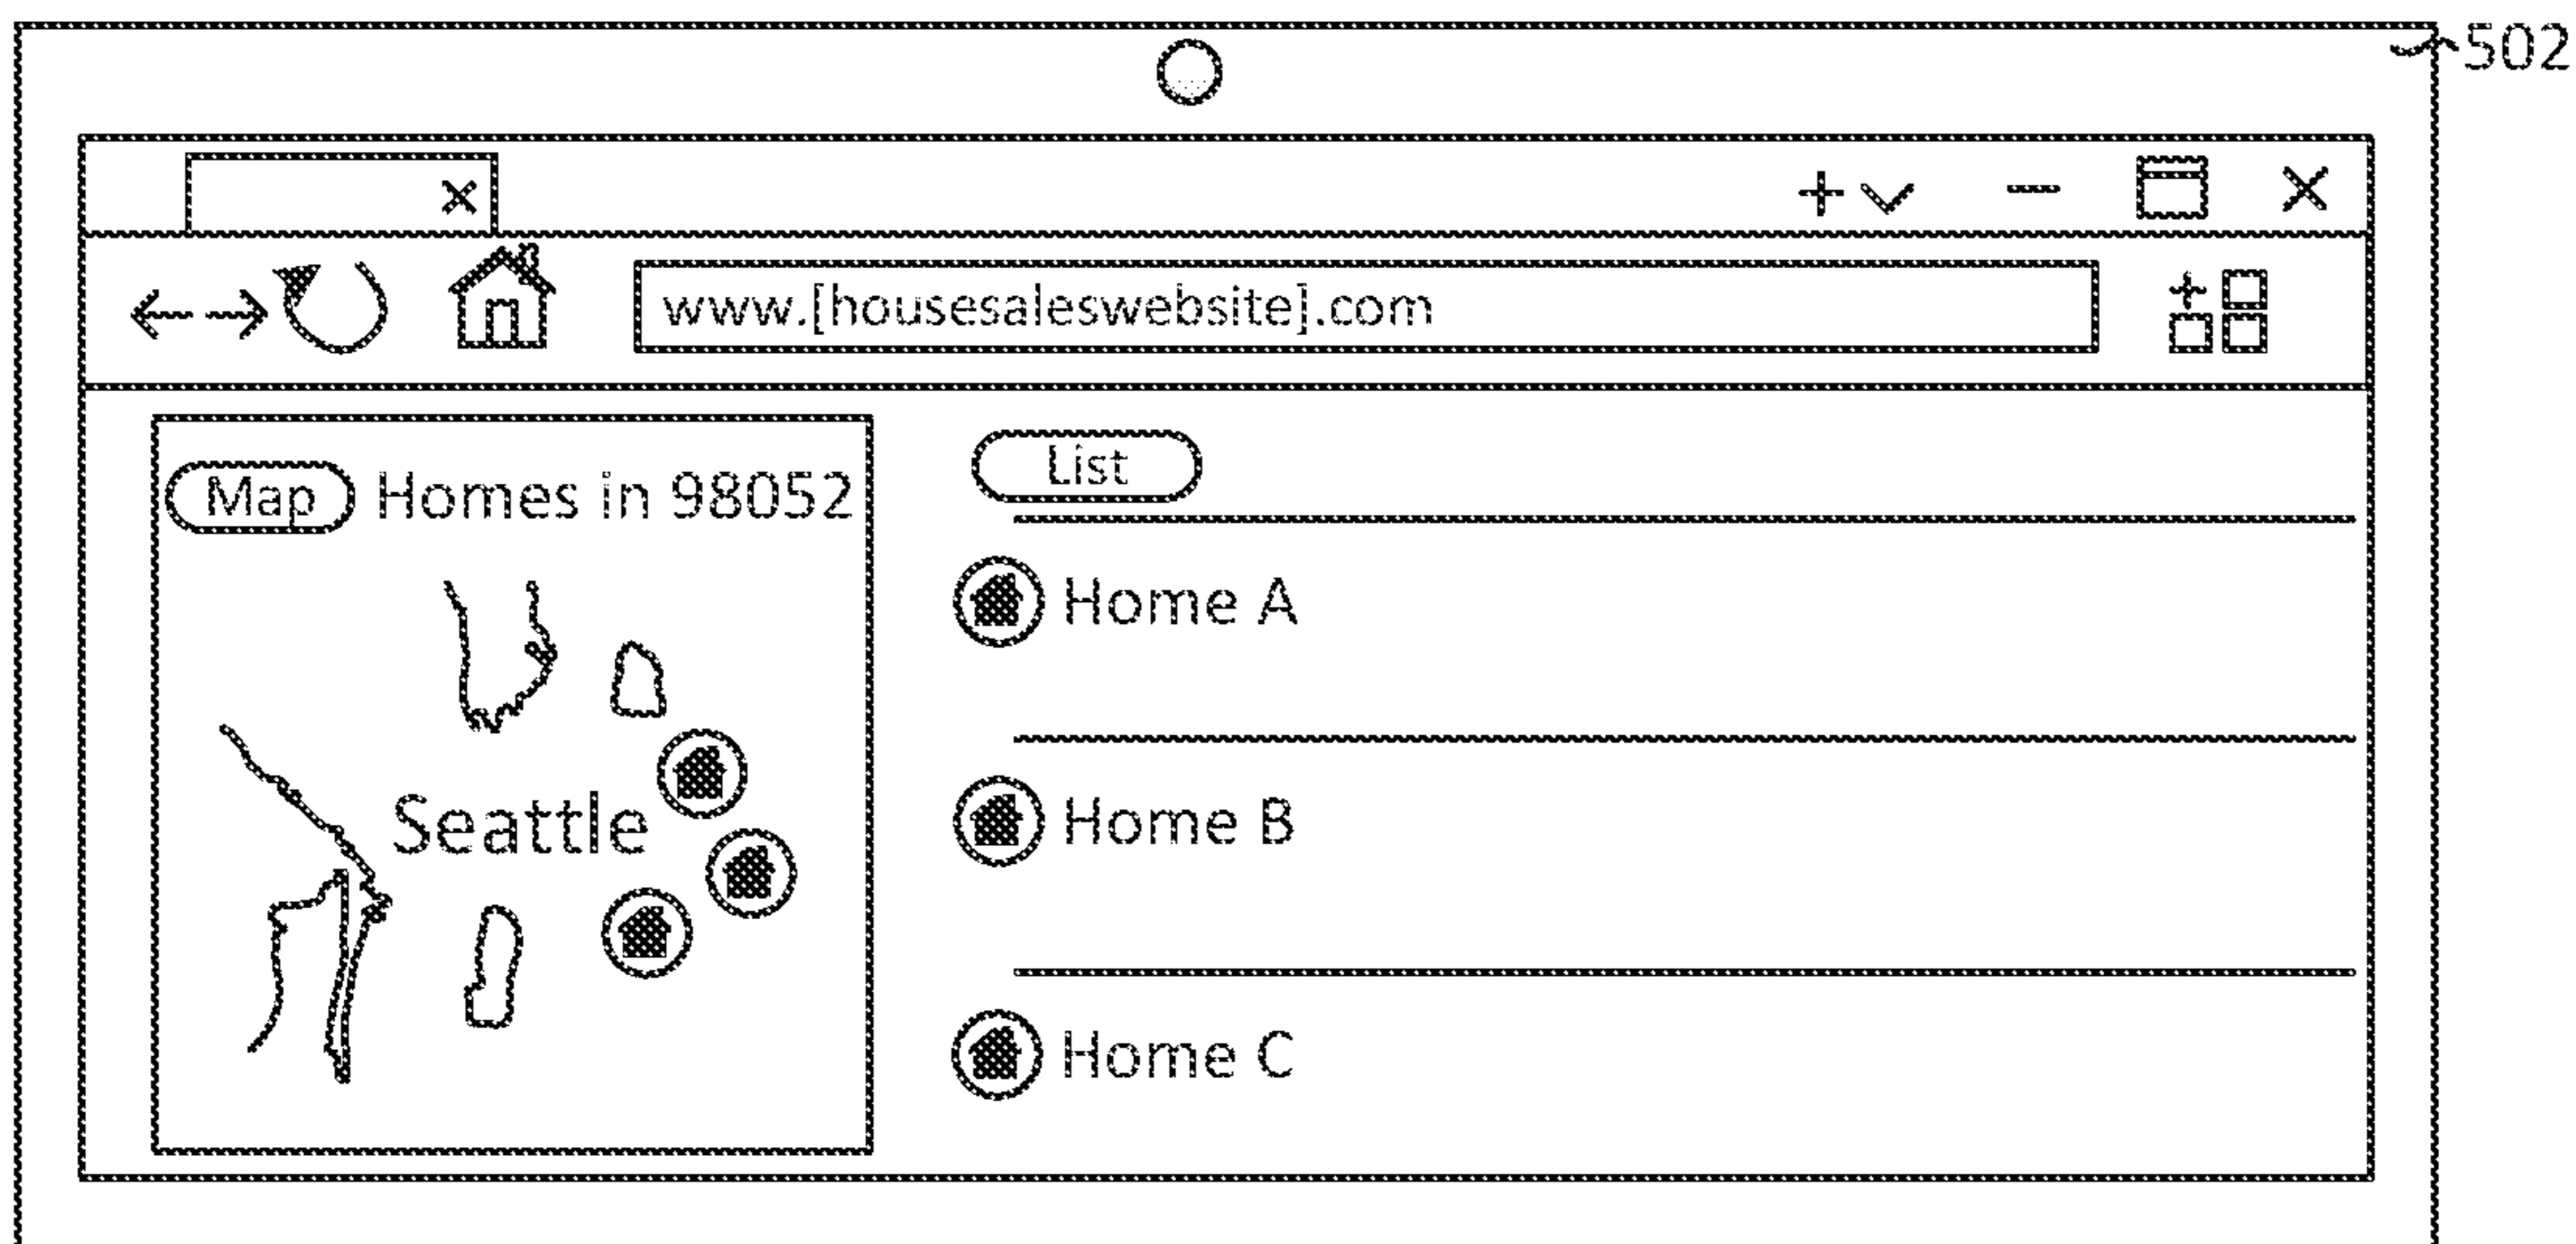 502
www.[housesaleswebsite].com
Map Homes in 98052
Seattle
List
Home A
Home B
Home C